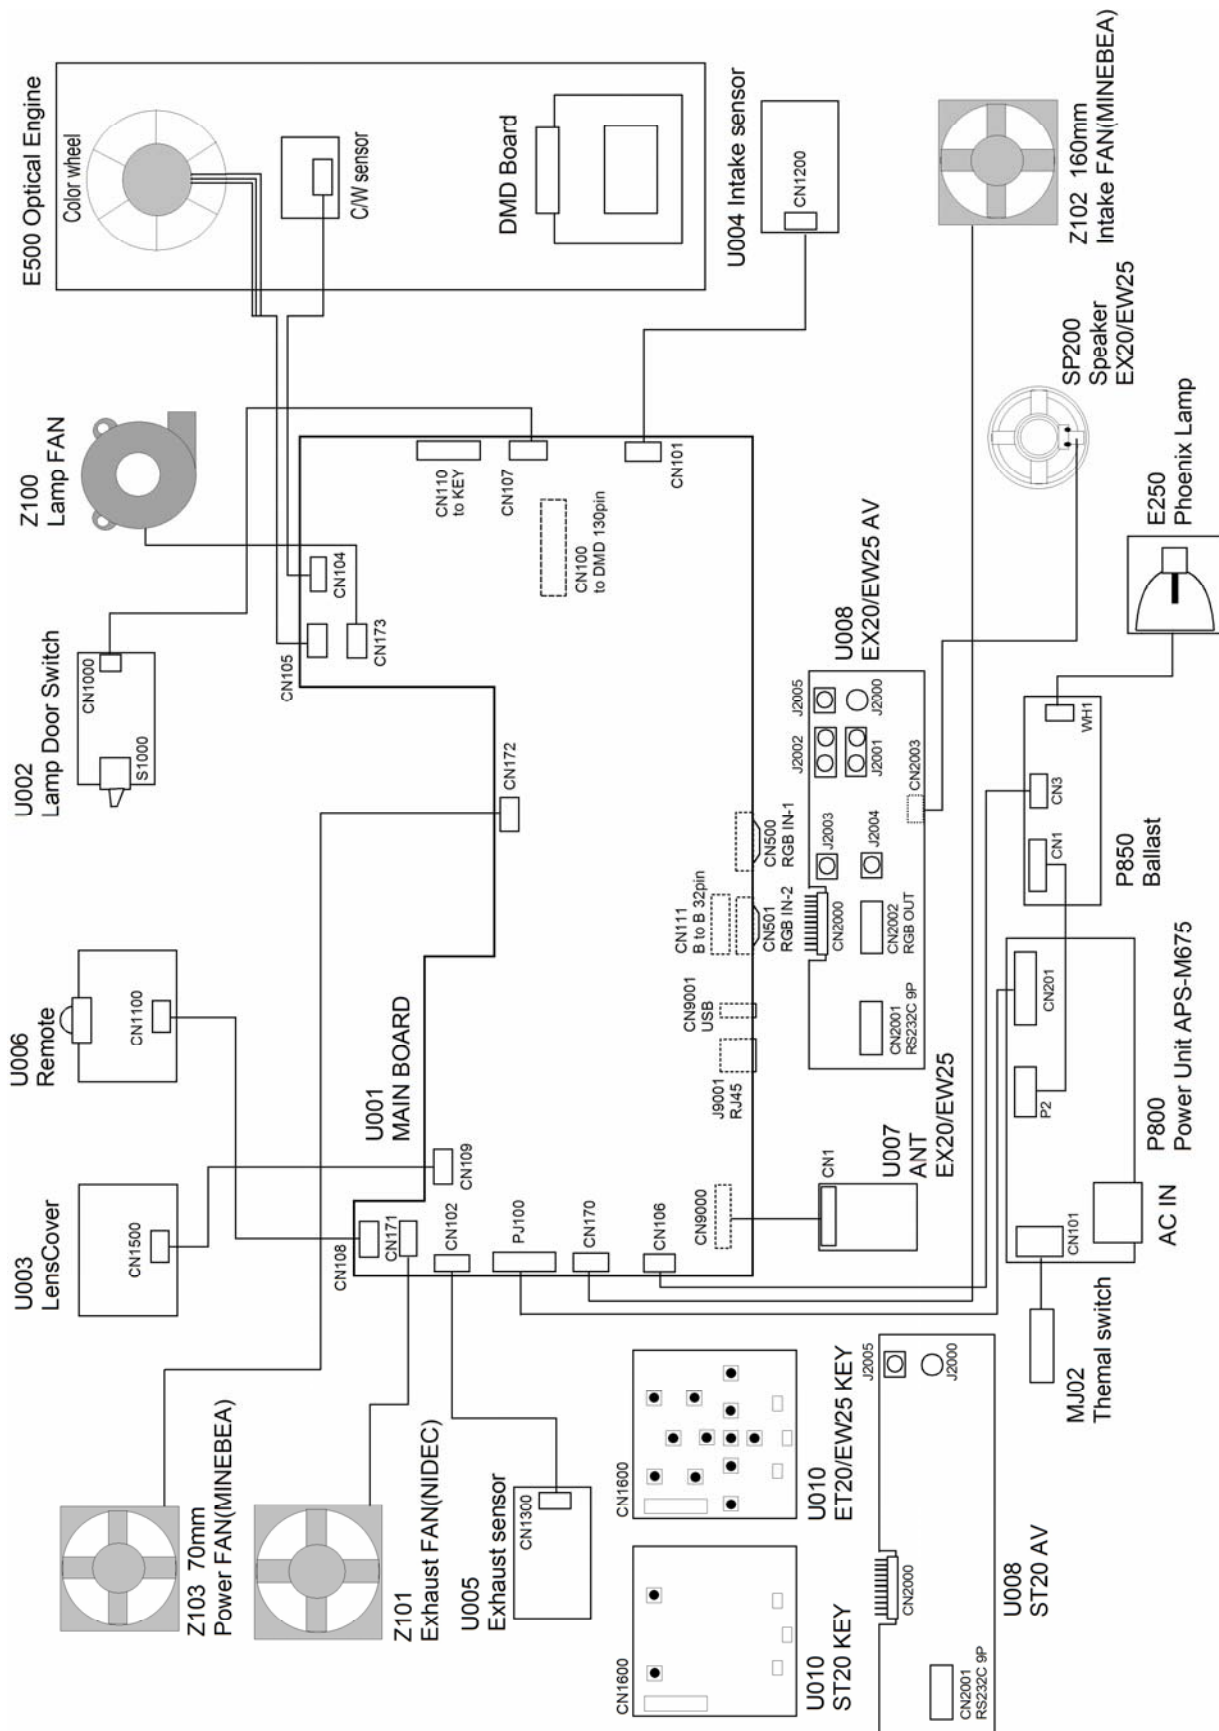 E500 Optical Engine
Color wheel
C/W sensor
DMD Board
U004 Intake sensor
CN1200
Z102 160mm
Intake FAN(MINEBEA)
Z100
Lamp FAN
SP200
Speaker
EX20/EW25
E250
Phoenix Lamp
U002
Lamp Door Switch
CN1000
S1000
CN105
CN104
CN173
CN110
to KEY
CN107
CN100
to DMD 130pin
CN101
CN172
U008
EX20/EW25 AV
J2005
J2000
J2002
J2001
J2003
J2004
CN2003
CN2000
CN2002
RGB OUT
CN2001
RS232C 9P
CN500
RGB IN-1
CN111
B to B 32pin
CN501
RGB IN-2
CN9001
USB
J9001
RJ45
U006
Remote
CN1100
U001
MAIN BOARD
U003
LensCover
CN1500
CN109
CN108
CN171
CN102
PJ100
CN170
CN106
CN9000
CN1
U007
ANT
EX20/EW25
WH1
CN3
CN1
P850
Ballast
CN201
P2
CN101
P800
Power Unit APS-M675
AC IN
MJ02
Themal switch
Z103 70mm
Power FAN(MINEBEA)
Z101
Exhaust FAN(NIDEC)
U005
Exhaust sensor
CN1300
CN1600
U010
ET20/EW25 KEY
CN1600
U010
ST20 KEY
J2005
J2000
CN2000
CN2001
RS232C 9P
U008
ST20 AV